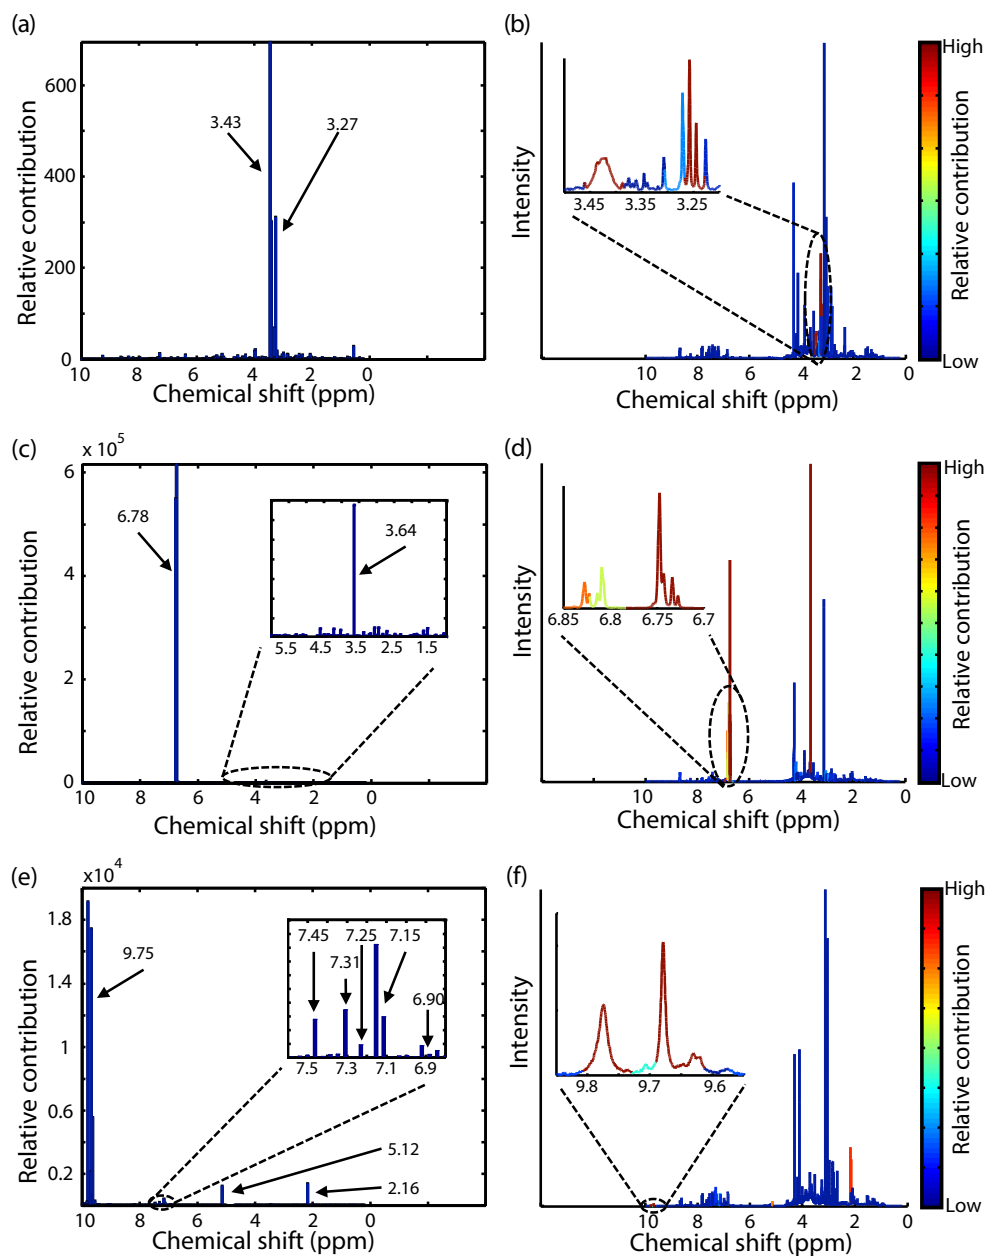 (a)
600
400
200
0
Relative contribution
3.43
3.27
10
8
6
4
2
0
Chemical shift (ppm)
(b)
Intensity
3.45
3.35
3.25
10
8
6
4
2
0
Chemical shift (ppm)
High
Low
Relative contribution
(c)
x 10⁵
6
4
2
0
Relative contribution
6.78
3.64
5.5
4.5
3.5
2.5
1.5
10
8
6
4
2
0
Chemical shift (ppm)
(d)
Intensity
6.85
6.8
6.75
6.7
10
8
6
4
2
0
Chemical shift (ppm)
High
Low
Relative contribution
(e)
x10⁴
1.8
1.4
10
0.6
0.2
Relative contribution
9.75
7.45
7.25
7.15
7.31
6.90
7.5
7.3
7.1
6.9
5.12
2.16
10
8
6
4
2
0
Chemical shift (ppm)
(f)
Intensity
9.8
9.7
9.6
10
8
6
4
2
0
Chemical shift (ppm)
High
Low
Relative contribution